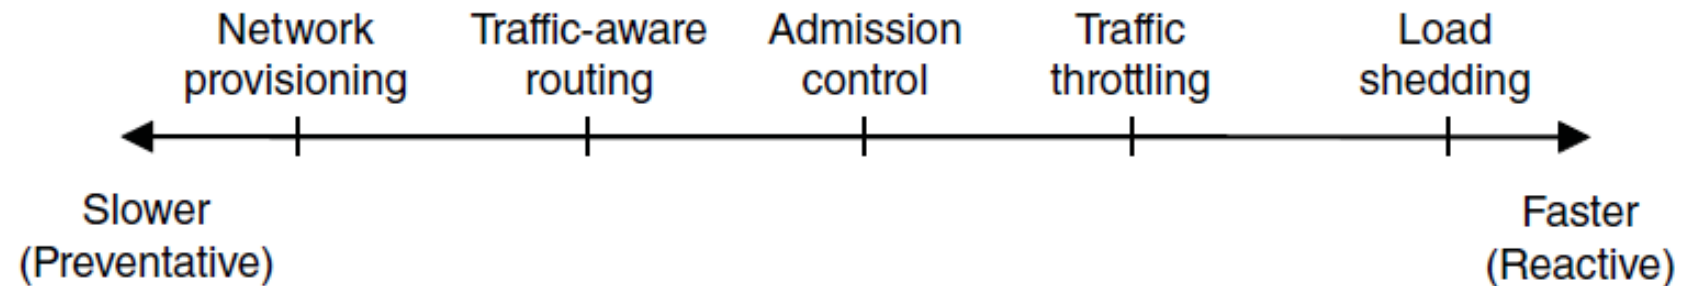 Network
provisioning
Traffic-aware
routing
Admission
control
Traffic
throttling
Load
shedding
Slower
(Preventative)
Faster
(Reactive)